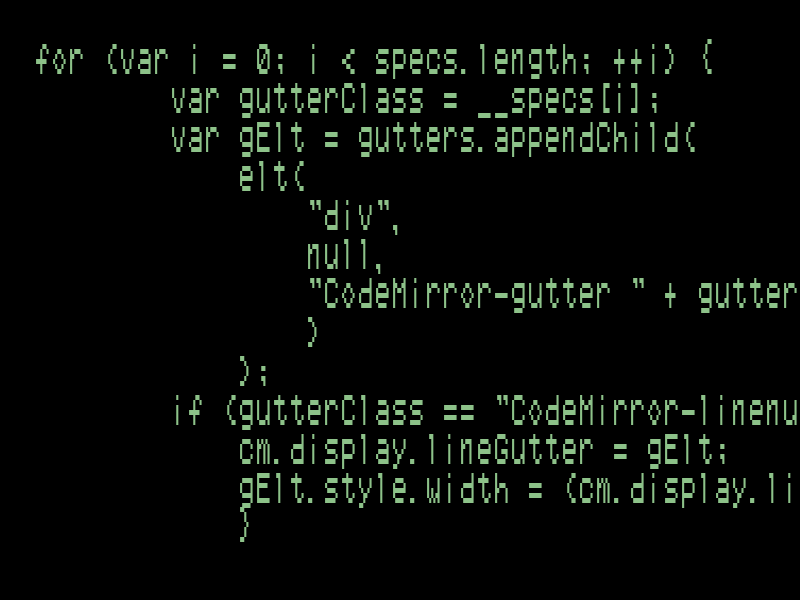 for (var i = 0; i < specs.length; ++i) {
var gutterClass = __specs[i];
var gElt = gutters.appendChild(
elt(
"div",
null,
"CodeMirror-gutter " + gutter
)
);
if (gutterClass == "CodeMirror-linenu
cm.display.lineGutter = gElt;
gElt.style.width = (cm.display.li
}